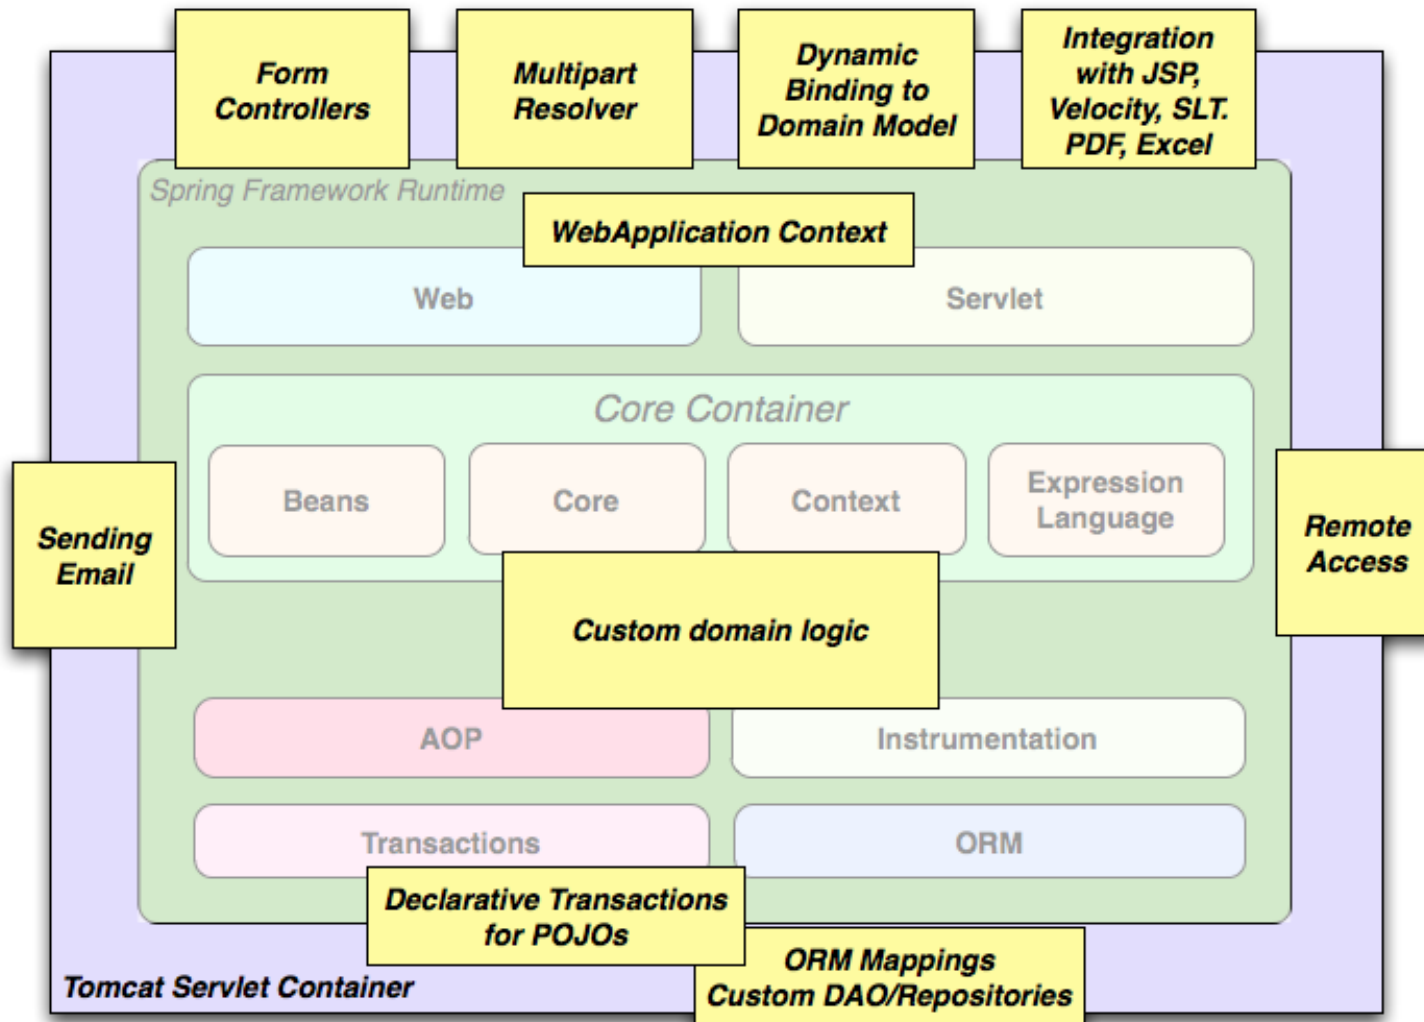 Form
Controllers
Multipart
Resolver
Dynamic
Binding to
Domain Model
Integration
with JSP,
Velocity, SLT.
PDF, Excel
Spring Framework Runtime
WebApplication Context
Web
Servlet
Core Container
Beans
Core
Context
Expression
Language
Sending
Email
Remote
Access
Custom domain logic
AOP
Instrumentation
Transactions
ORM
Declarative Transactions
for POJOs
ORM Mappings
Custom DAO/Repositories
Tomcat Servlet Container